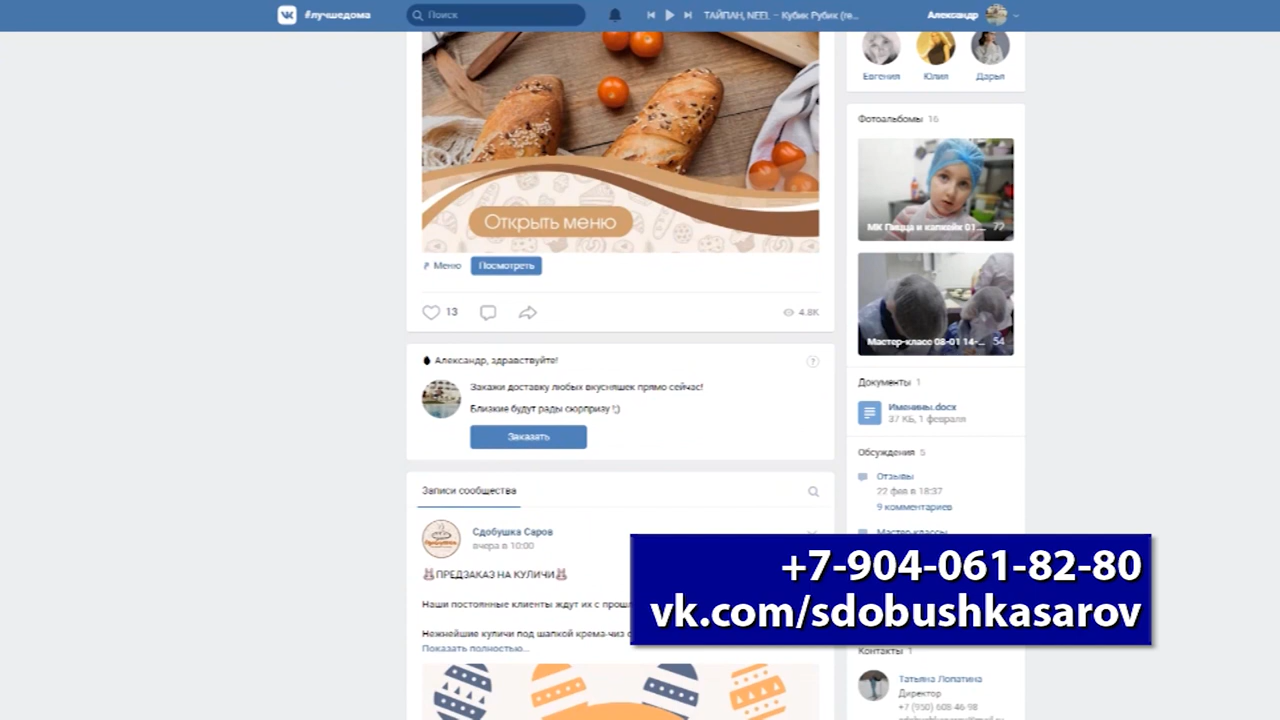 #лучшедома
Поиск
ТАЙПАН, NEEL – Кубик Рубик (re...
Александр
Открыть меню
Меню
Посмотреть
13
4.8K
Александр, здравствуйте!
Закажи доставку любых вкусняшек прямо сейчас!
Близкие будут рады сюрпризу !;)
Заказать
Записи сообщества
Сдобушка Саров
вчера в 10:00
ПРЕДЗАКАЗ НА КУЛИЧИ
Наши постоянные клиенты ждут их с прошл
Нежнейшие куличи под шапкой крема-чиз
Показать полностью...
Евгения Юлия Дарья
Фотоальбомы 16
МК Пицца и капкейк 01... 72
Мастер-класс 08-01 14-... 54
Документы 1
Именины.docx
37 КБ, 1 февраля
Обсуждения 5
Отзывы
22 фев в 18:37
9 комментариев
Мастер-классы
+7-904-061-82-80
vk.com/sdobushkasarov
Контакты 1
Татьяна Лопатина
Директор
+7 (950) 608-46-98